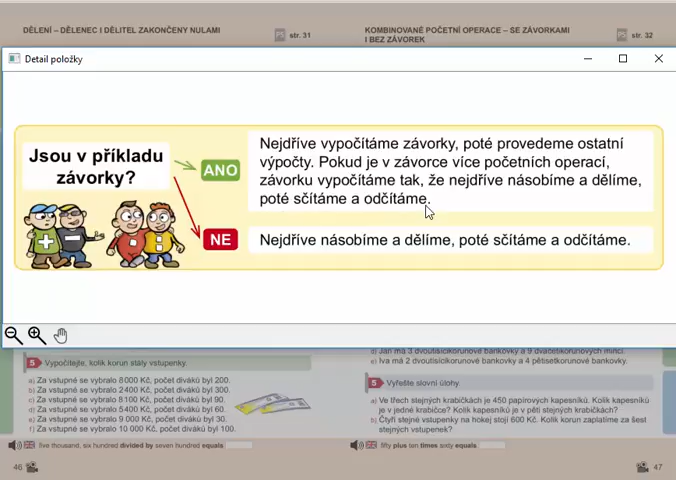 DĚLENÍ – DĚLENEC I DĚLITEL ZAKONČENY NULAMI
str. 31
KOMBINOVANÉ POČETNÍ OPERACE – SE ZÁVORKAMI
I BEZ ZÁVOREK
str. 32
Detail položky
Jsou v příkladu
závorky?
ANO
Nejdříve vypočítáme závorky, poté provedeme ostatní
výpočty. Pokud je v závorce více početních operací,
závorku vypočítáme tak, že nejdříve násobíme a dělíme,
poté sčítáme a odčítáme.
NE
Nejdříve násobíme a dělíme, poté sčítáme a odčítáme.
5 Vypočítejte, kolik korun stály vstupenky.
a) Za vstupné se vybralo 8 000 Kč, počet diváků byl 200.
b) Za vstupné se vybralo 2 400 Kč, počet diváků byl 300.
c) Za vstupné se vybralo 8 100 Kč, počet diváků byl 90.
d) Za vstupné se vybralo 5 400 Kč, počet diváků byl 60.
e) Za vstupné se vybralo 9 000 Kč, počet diváků byl 30.
f) Za vstupné se vybralo 10 000 Kč, počet diváků byl 100.
five thousand, six hundred divided by seven hundred equals
46
d) Jan má 3 dvoutisícikorunové bankovky a 9 dvacetikorunových mincí.
e) Iva má 2 dvoutisícikorunové bankovky a 4 pětisetkorunové bankovky.
5 Vyřešte slovní úlohy.
a) Ve třech stejných krabičkách je 450 papírových kapesníků. Kolik kapesníků
je v jedné krabičce? Kolik kapesníků je v pěti stejných krabičkách?
b) Čtyři stejné vstupenky na hokej stojí 600 Kč. Kolik korun zaplatíme za šest
stejných vstupenek?
fifty plus ten times sixty equals
47